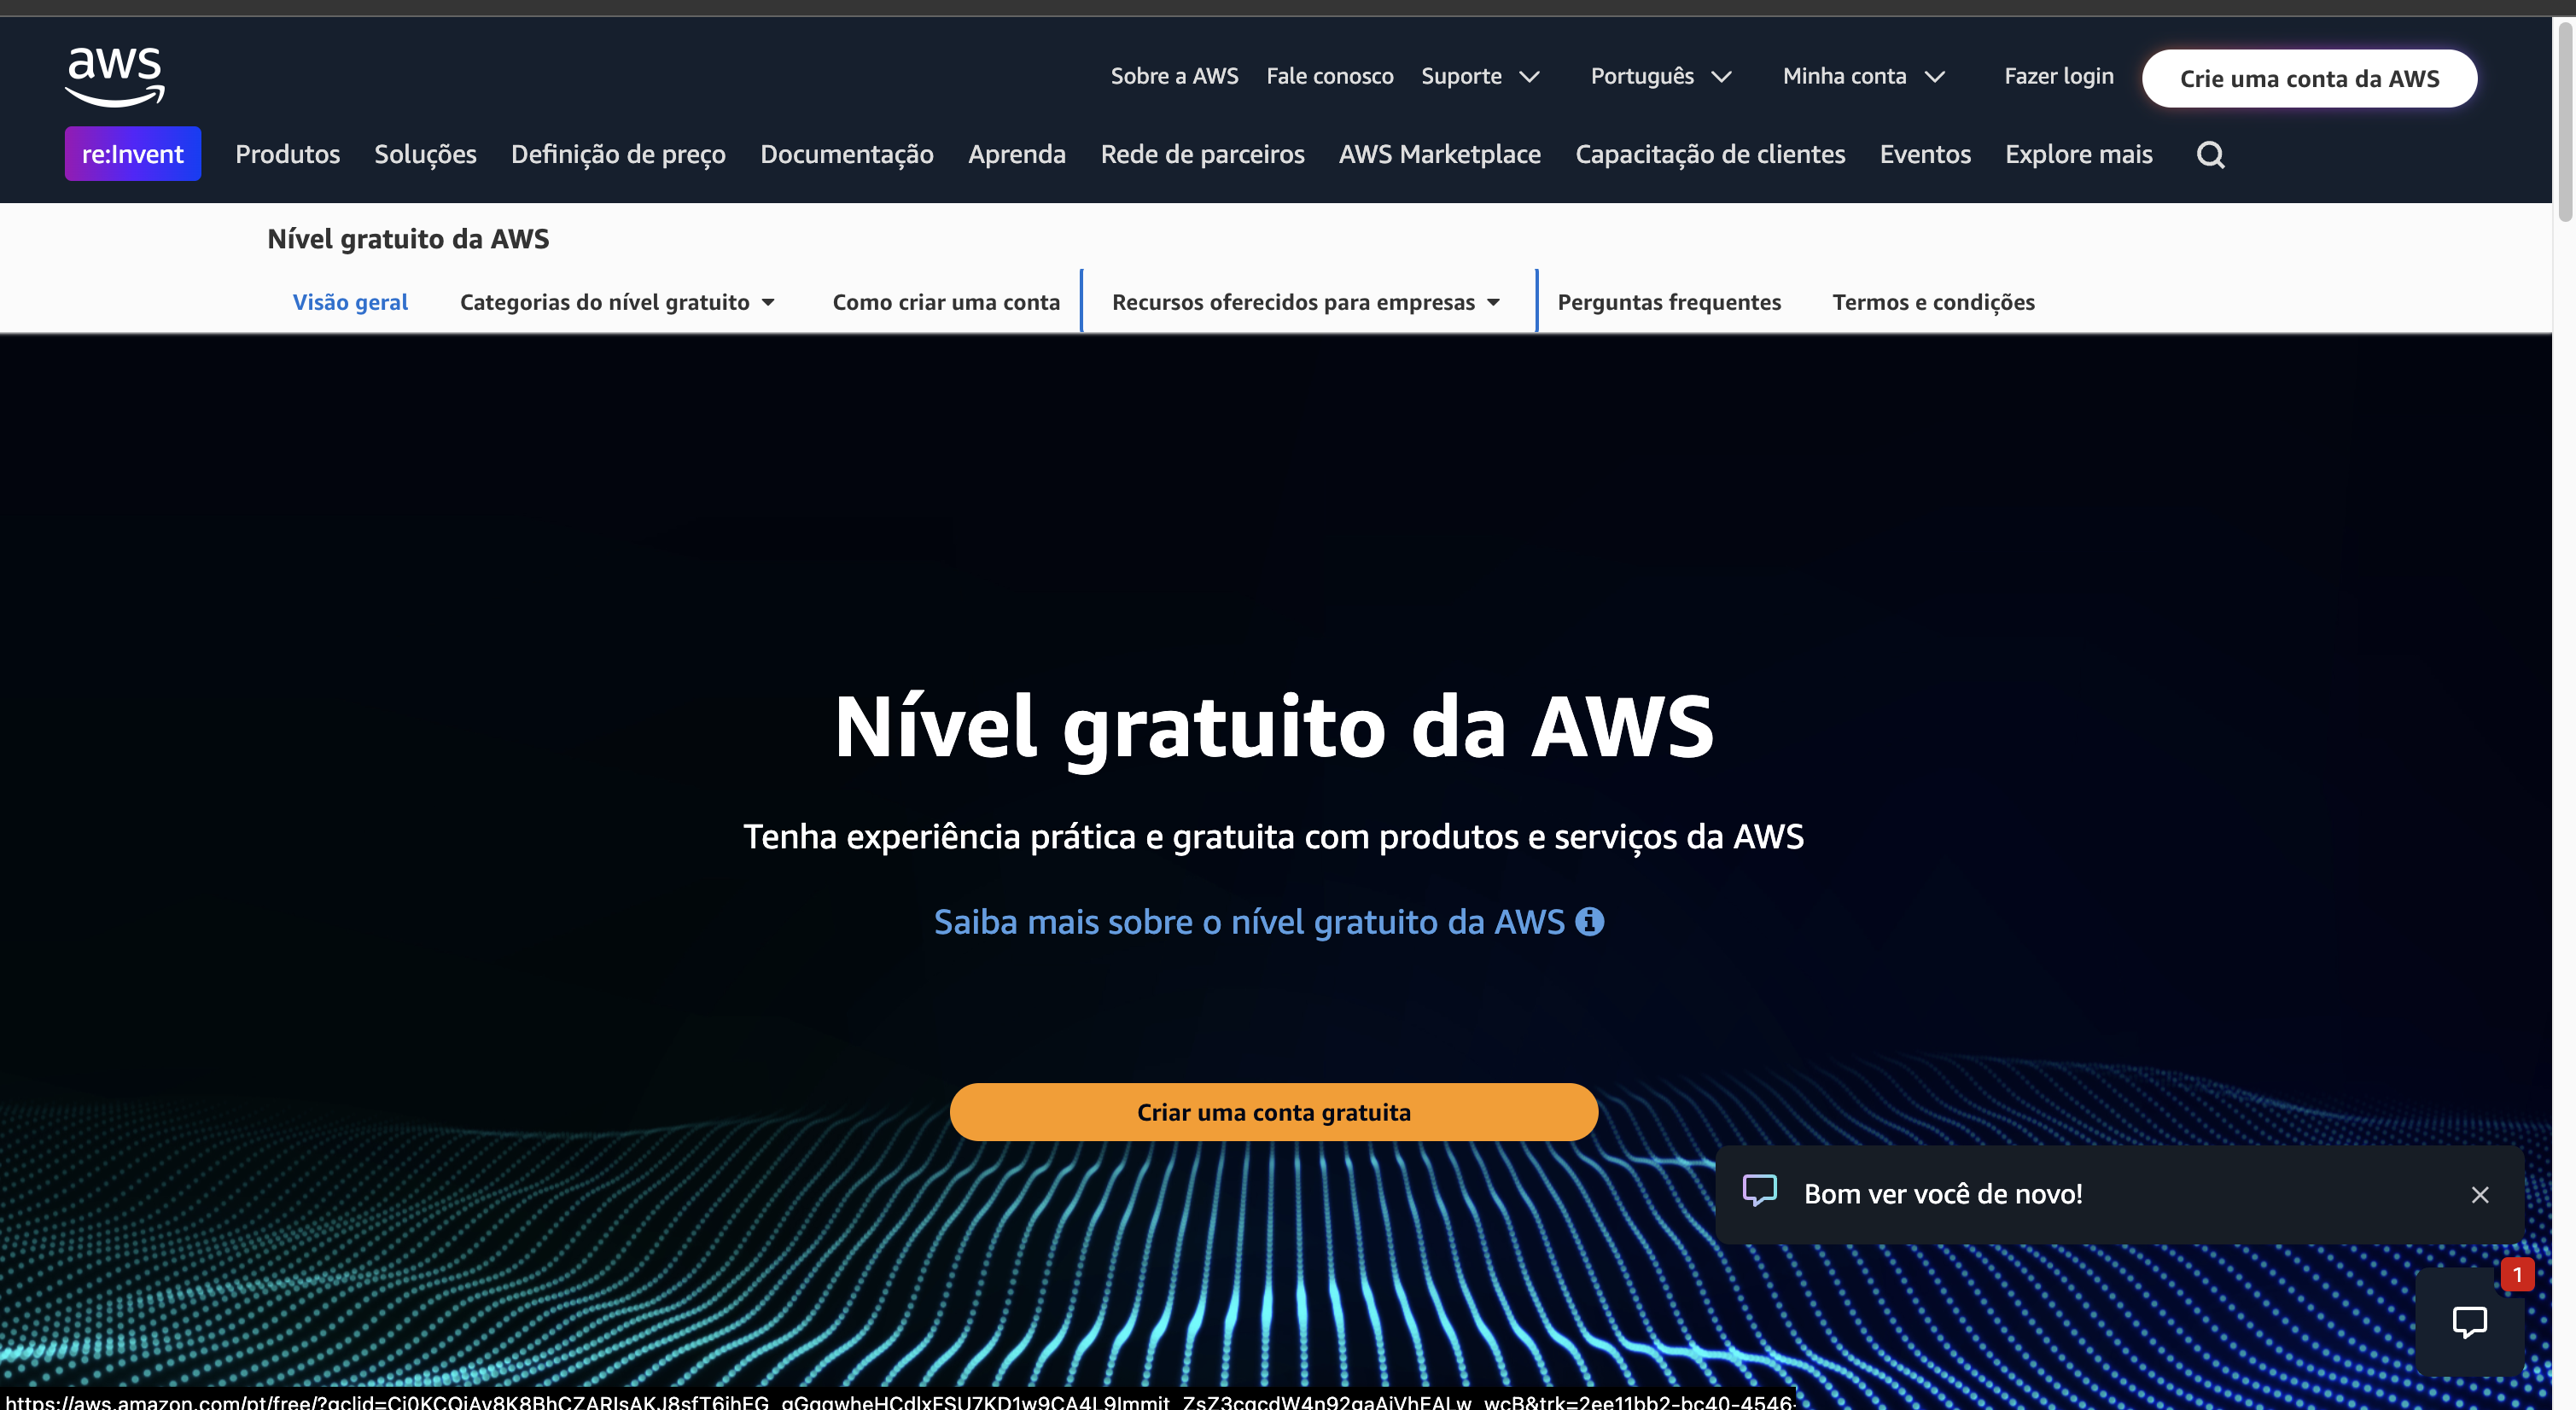 aws
Sobre a AWS Fale conosco Suporte Português Minha conta Fazer login Crie uma conta da AWS
re:Invent Produtos Soluções Definição de preço Documentação Aprenda Rede de parceiros AWS Marketplace Capacitação de clientes Eventos Explore mais
Nível gratuito da AWS
Visão geral Categorias do nível gratuito Como criar uma conta Recursos oferecidos para empresas Perguntas frequentes Termos e condições
Nível gratuito da AWS
Tenha experiência prática e gratuita com produtos e serviços da AWS
Saiba mais sobre o nível gratuito da AWS
Criar uma conta gratuita
Bom ver você de novo!
1